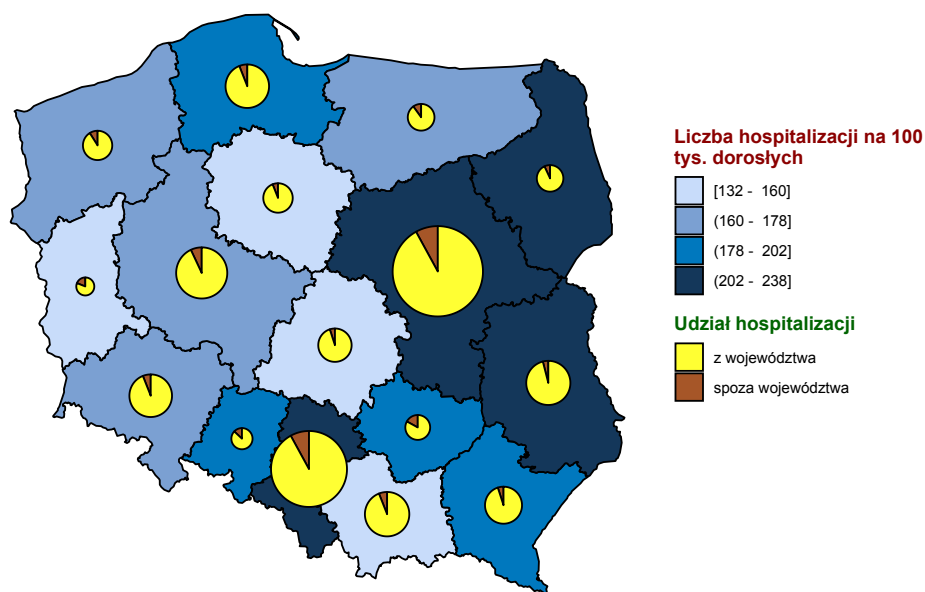 Liczba hospitalizacji na 100
tys. dorosłych
[132 - 160]
(160 - 178]
(178 - 202]
(202 - 238]
Udział hospitalizacji
z województwa
spoza województwa